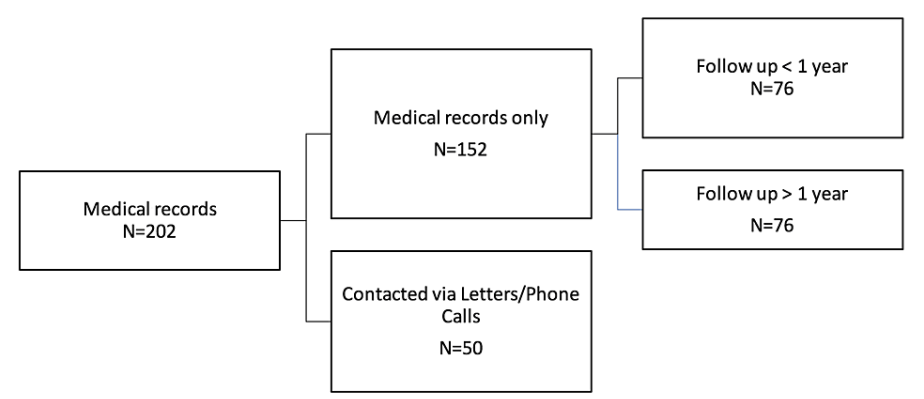 Medical records
N=202
Medical records only
N=152
Contacted via Letters/Phone
Calls
N=50
Follow up < 1 year
N=76
Follow up > 1 year
N=76